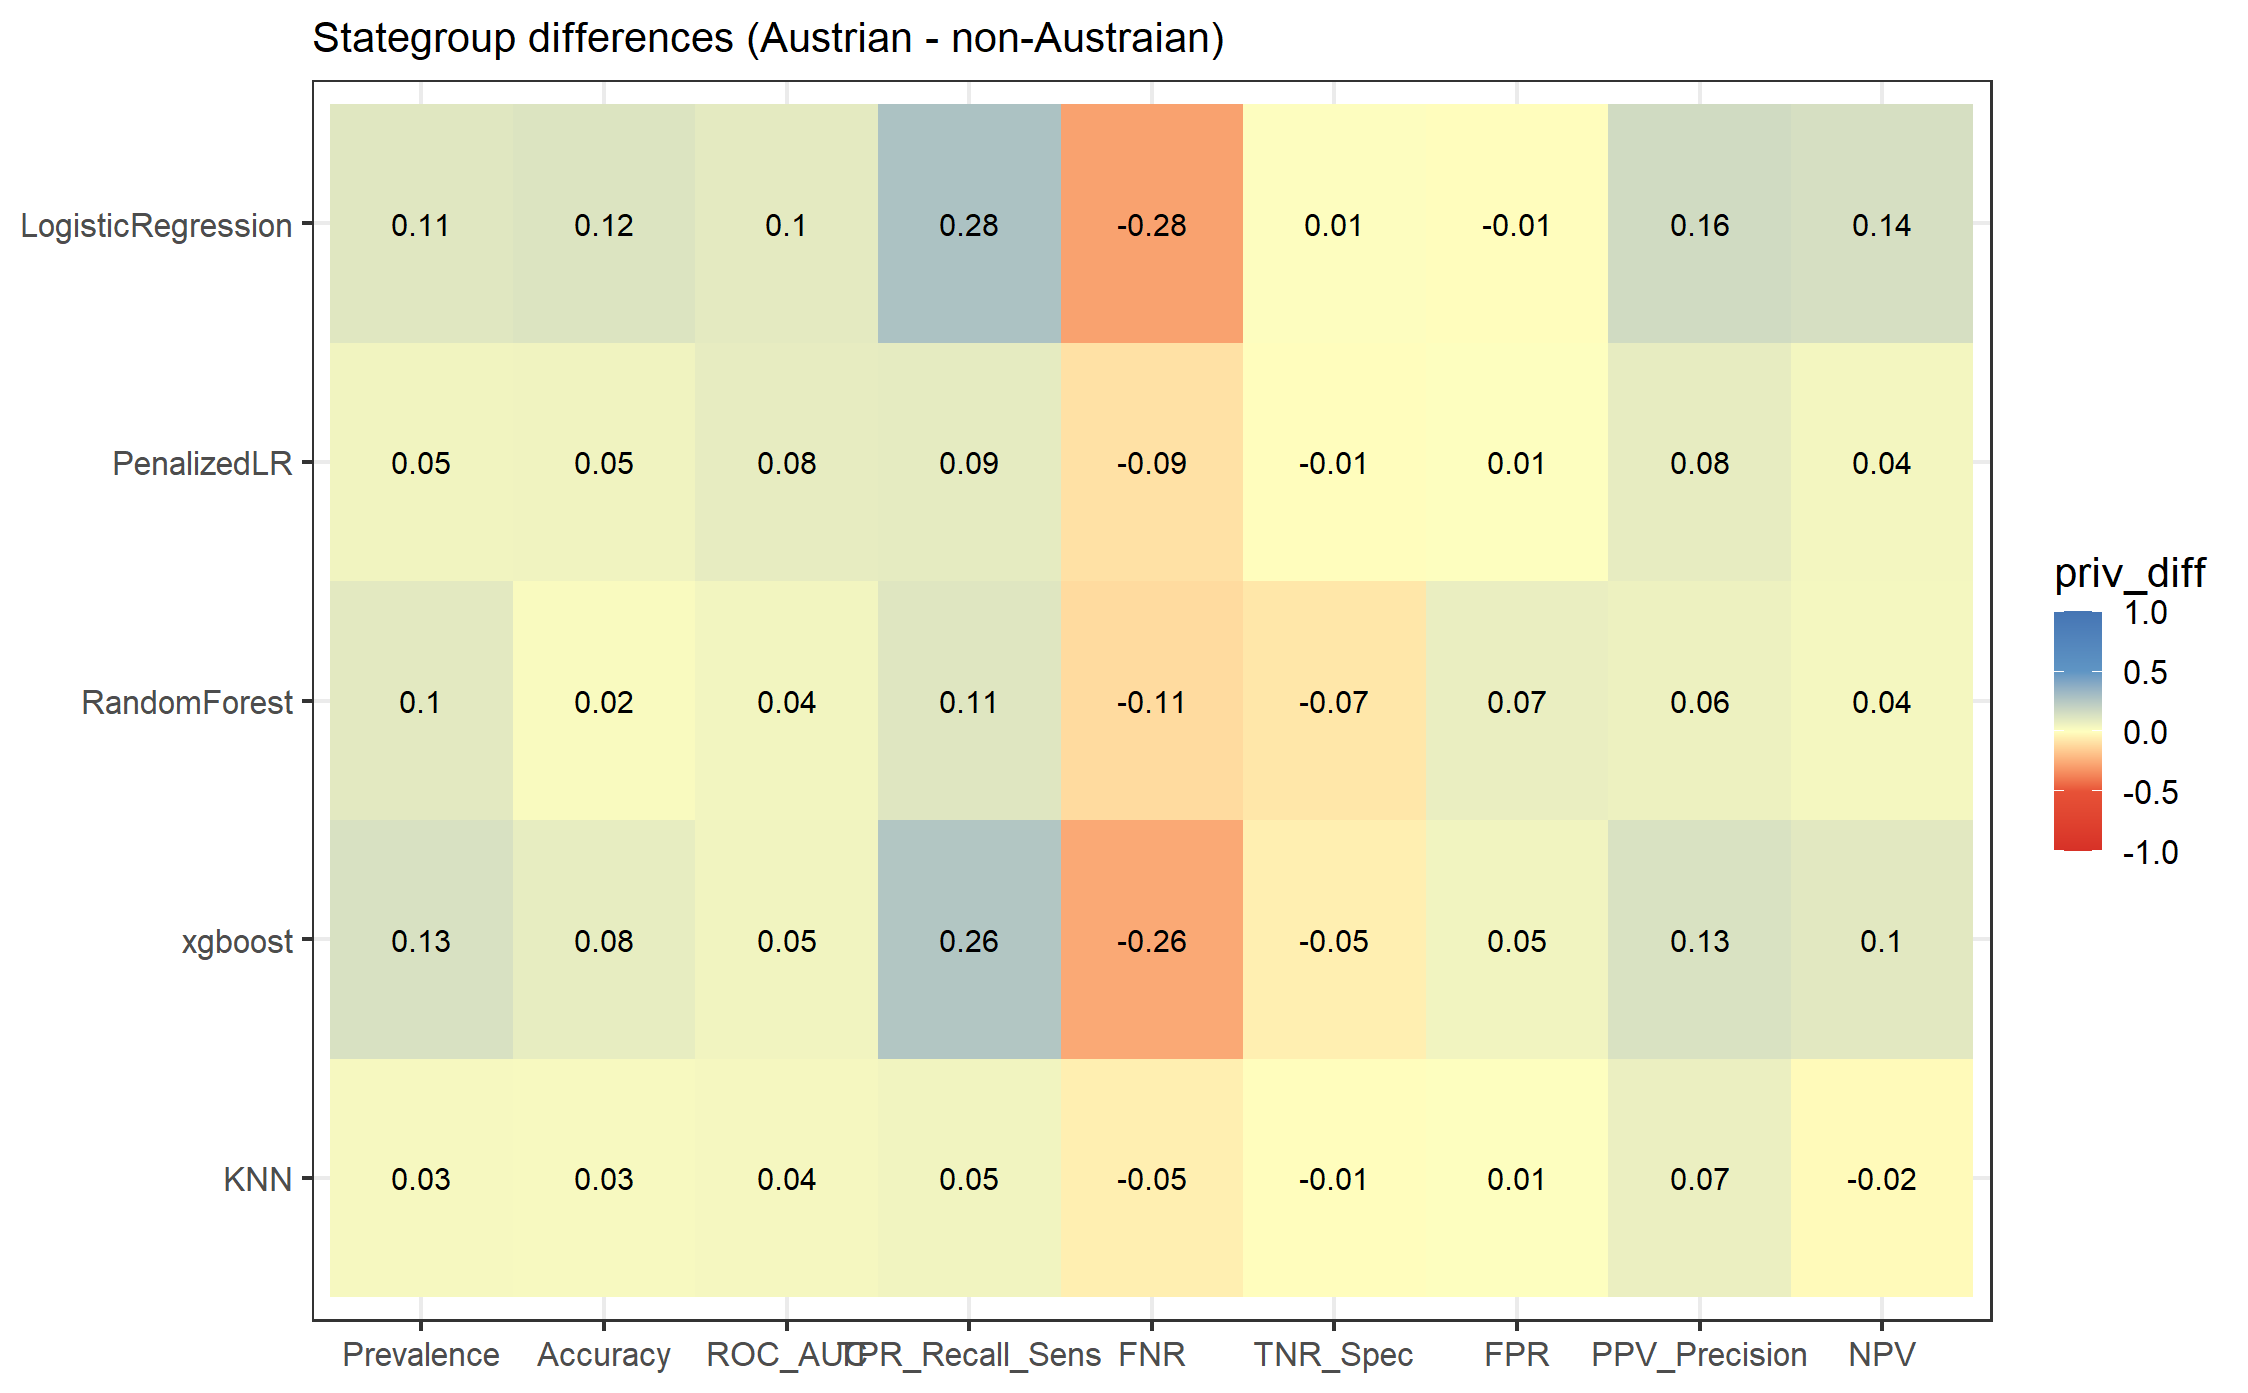 Stategroup differences (Austrian - non-Austraian)
LogisticRegression 0.11 0.12 0.1 0.28 -0.28 0.01 -0.01 0.16 0.14
PenalizedLR 0.05 0.05 0.08 0.09 -0.09 -0.01 0.01 0.08 0.04
RandomForest 0.1 0.02 0.04 0.11 -0.11 -0.07 0.07 0.06 0.04
xgboost 0.13 0.08 0.05 0.26 -0.26 -0.05 0.05 0.13 0.1
KNN 0.03 0.03 0.04 0.05 -0.05 -0.01 0.01 0.07 -0.02
Prevalence Accuracy ROC_AUC TPR_Recall_Sens FNR TNR_Spec FPR PPV_Precision NPV
priv_diff
1.0
0.5
0.0
-0.5
-1.0